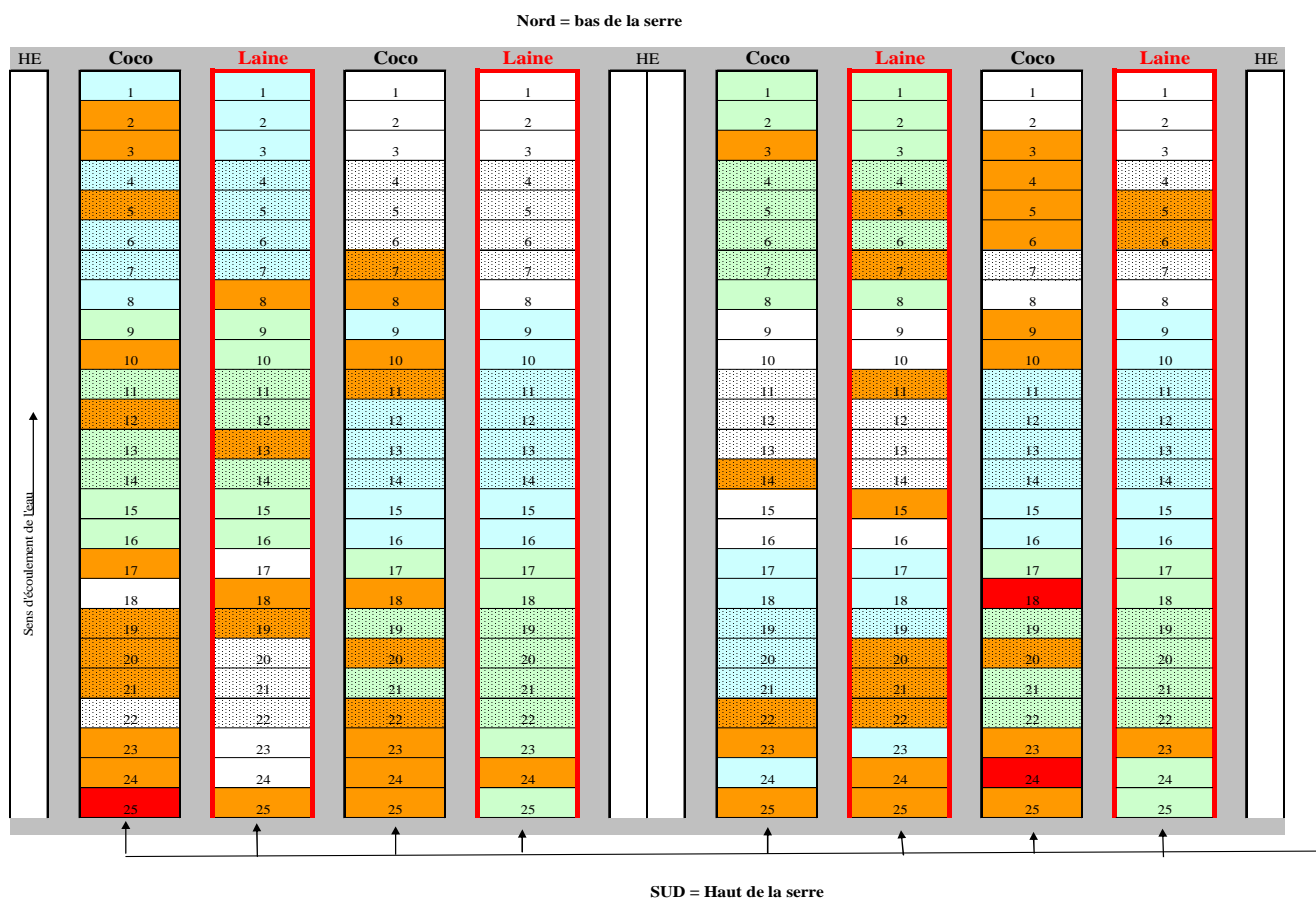 Nord = bas de la serre
HE Coco Laine Coco Laine HE Coco Laine Coco Laine HE
1 1 1 1 1 1 1 1
2 2 2 2 2 2 2 2
3 3 3 3 3 3 3 3
4 4 4 4 4 4 4 4
5 5 5 5 5 5 5 5
6 6 6 6 6 6 6 6
7 7 7 7 7 7 7 7
8 8 8 8 8 8 8 8
9 9 9 9 9 9 9 9
10 10 10 10 10 10 10 10
11 11 11 11 11 11 11 11
12 12 12 12 12 12 12 12
13 13 13 13 13 13 13 13
14 14 14 14 14 14 14 14
15 15 15 15 15 15 15 15
16 16 16 16 16 16 16 16
17 17 17 17 17 17 17 17
18 18 18 18 18 18 18 18
19 19 19 19 19 19 19 19
20 20 20 20 20 20 20 20
21 21 21 21 21 21 21 21
22 22 22 22 22 22 22 22
23 23 23 23 23 23 23 23
24 24 24 24 24 24 24 24
25 25 25 25 25 25 25 25
Sens d'écoulement de l'eau
SUD = Haut de la serre